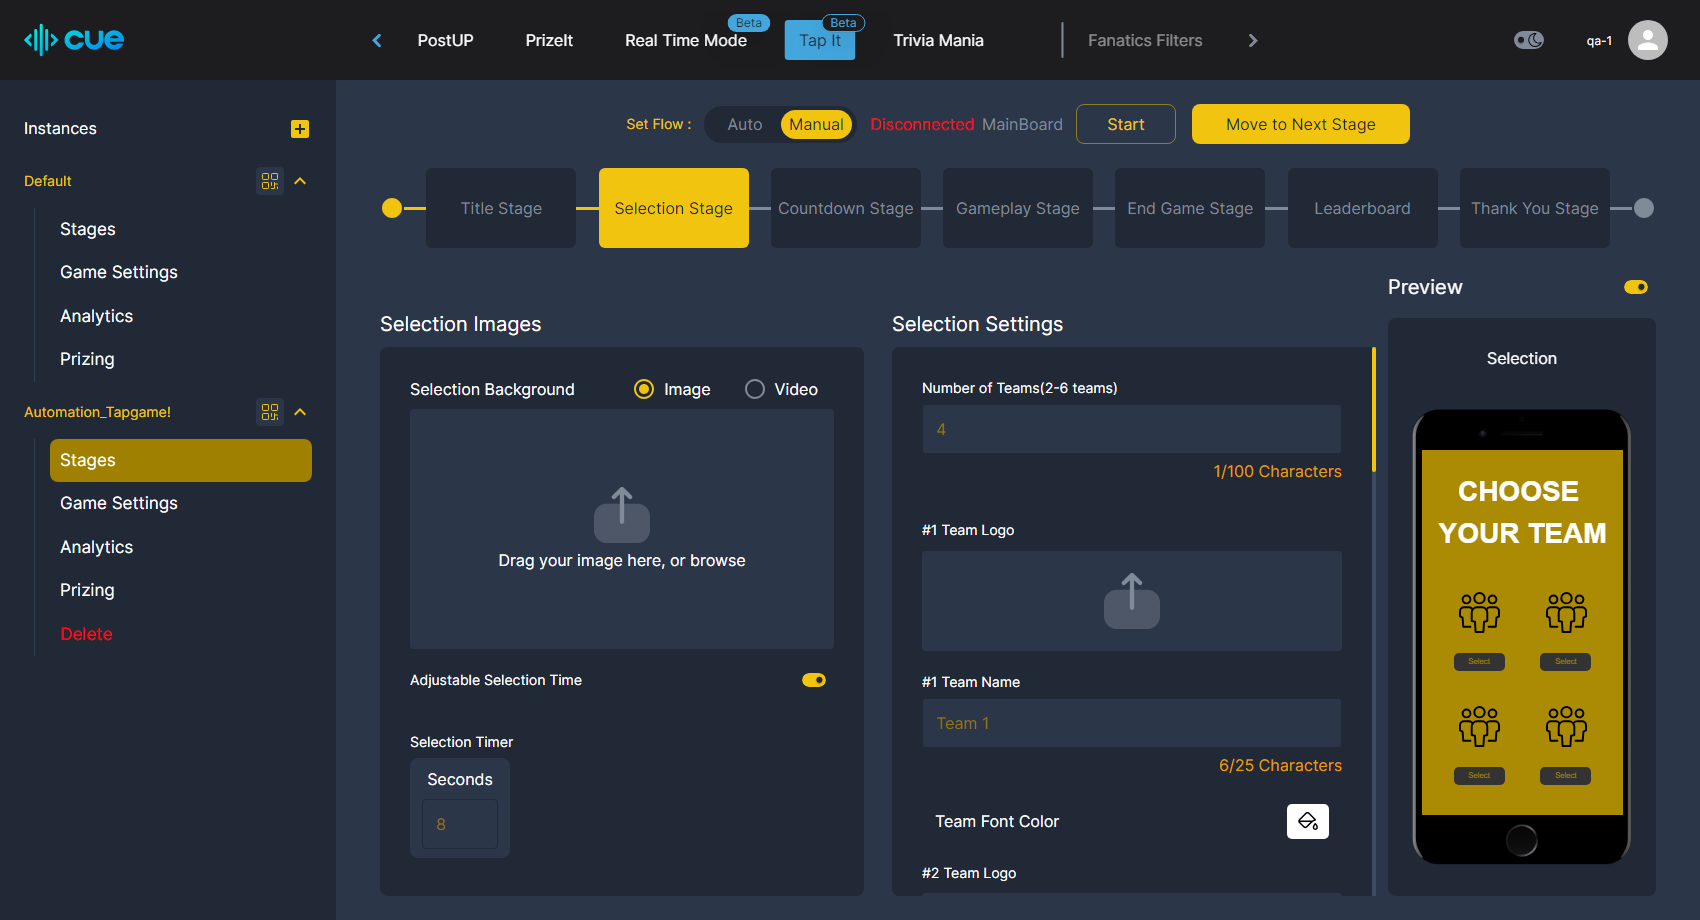 cue
PostUP
PrizeIt
Real Time Mode
Beta
Tap It
Beta
Trivia Mania
Fanatics Filters
qa-1
Instances
Default
Stages
Game Settings
Analytics
Prizing
Automation_Tapgame!
Stages
Game Settings
Analytics
Prizing
Delete
Set Flow :
Auto
Manual
Disconnected MainBoard
Start
Move to Next Stage
Title Stage
Selection Stage
Countdown Stage
Gameplay Stage
End Game Stage
Leaderboard
Thank You Stage
Selection Images
Selection Background
Image
Video
Drag your image here, or browse
Adjustable Selection Time
Selection Timer
Seconds
8
Selection Settings
Number of Teams(2-6 teams)
4
1/100 Characters
#1 Team Logo
#1 Team Name
Team 1
6/25 Characters
Team Font Color
#2 Team Logo
Preview
Selection
CHOOSE
YOUR TEAM
Select
Select
Select
Select